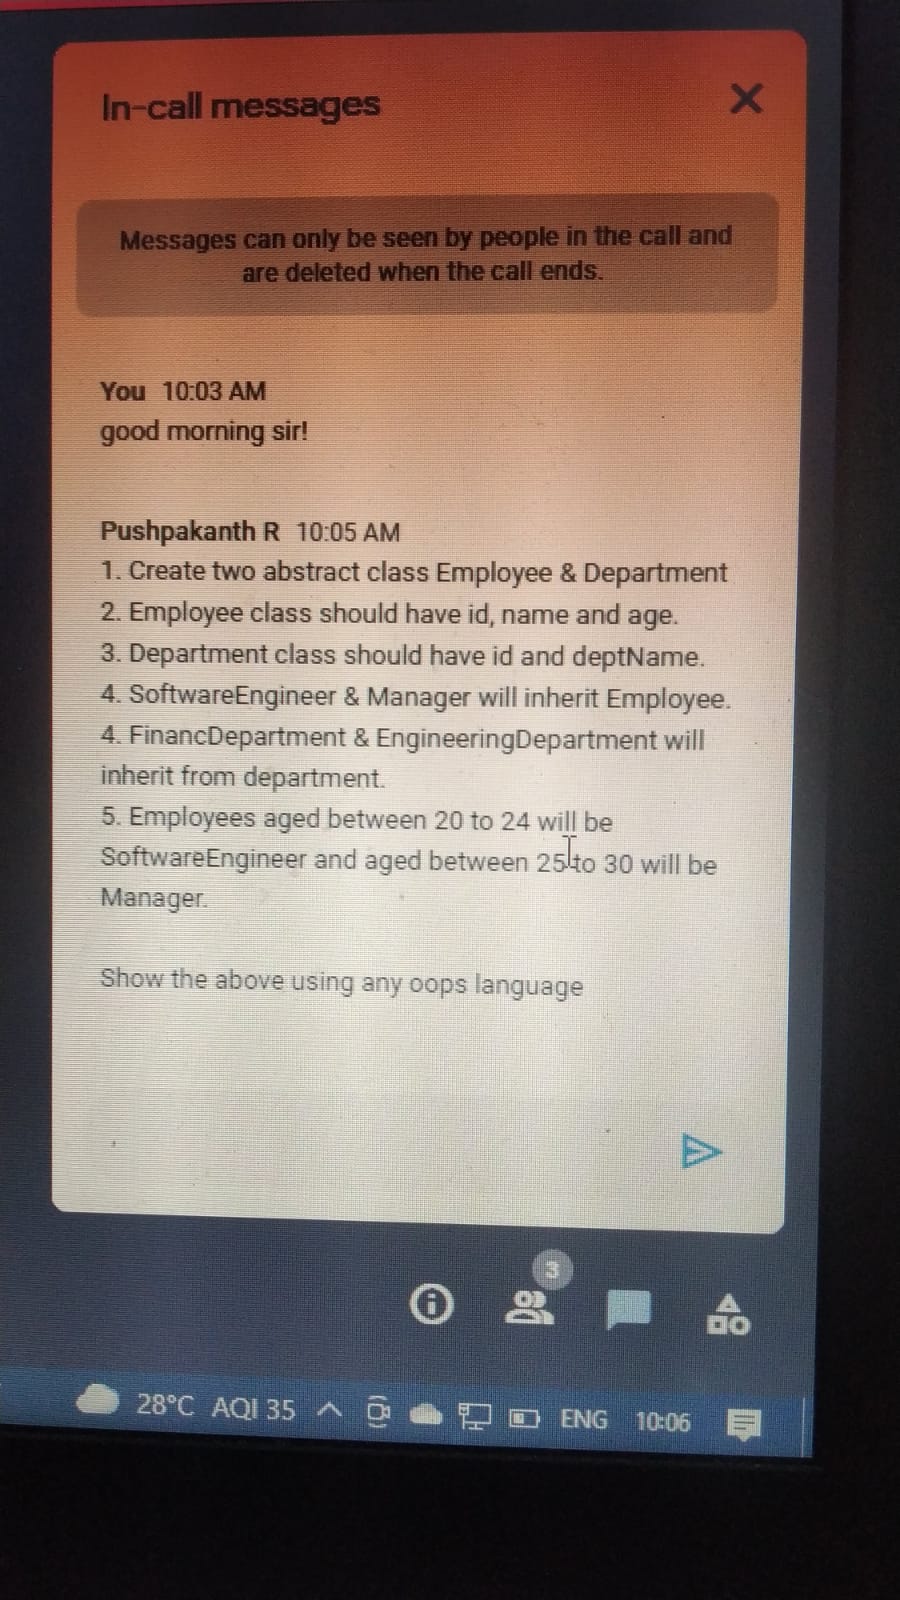 In-call messages
Messages can only be seen by people in the call and
are deleted when the call ends.
You 10:03 AM
good morning sir!
Pushpakanth R 10:05 AM
1. Create two abstract class Employee & Department
2. Employee class should have id, name and age.
3. Department class should have id and deptName.
4. SoftwareEngineer & Manager will inherit Employee.
4. FinancDepartment & EngineeringDepartment will
inherit from department.
5. Employees aged between 20 to 24 will be
SoftwareEngineer and aged between 25 to 30 will be
Manager.
Show the above using any oops language
3
28°C AQI 35 ENG 10:06